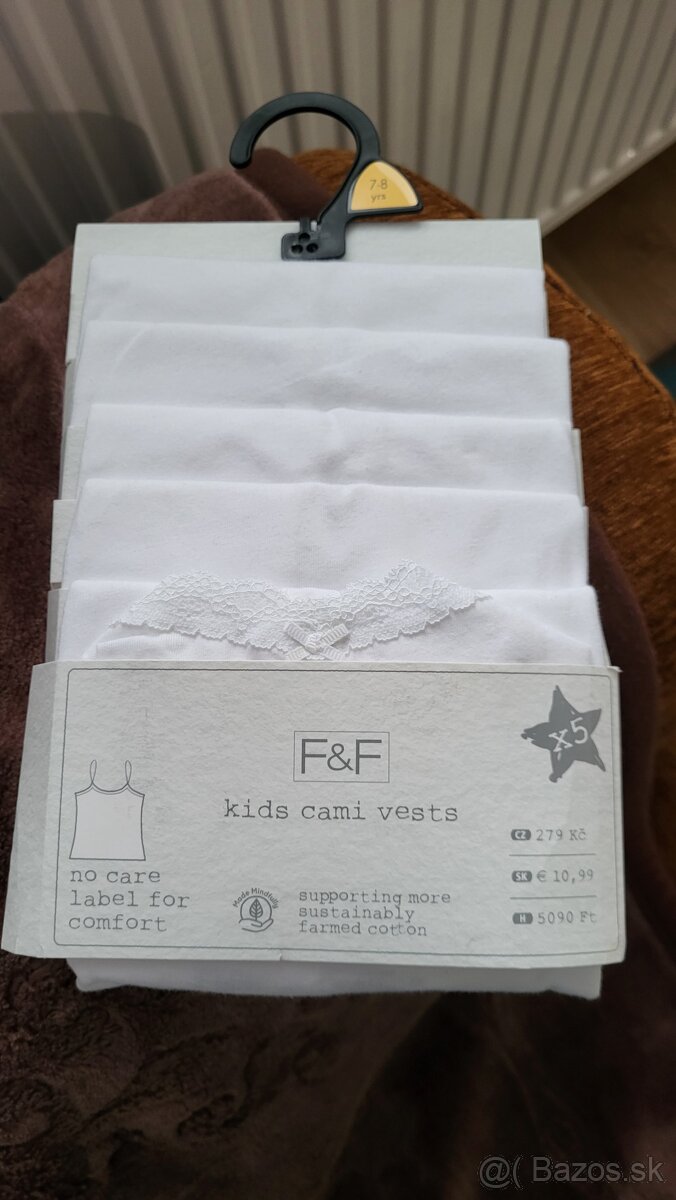 7-8
yrs
F&F
x5
kids cami vests
CZ 279 Kč
SK € 10,99
H 5090 Ft
no care
label for
comfort
Made Mindfully
supporting more
sustainably
farmed cotton
@( Bazos.sk